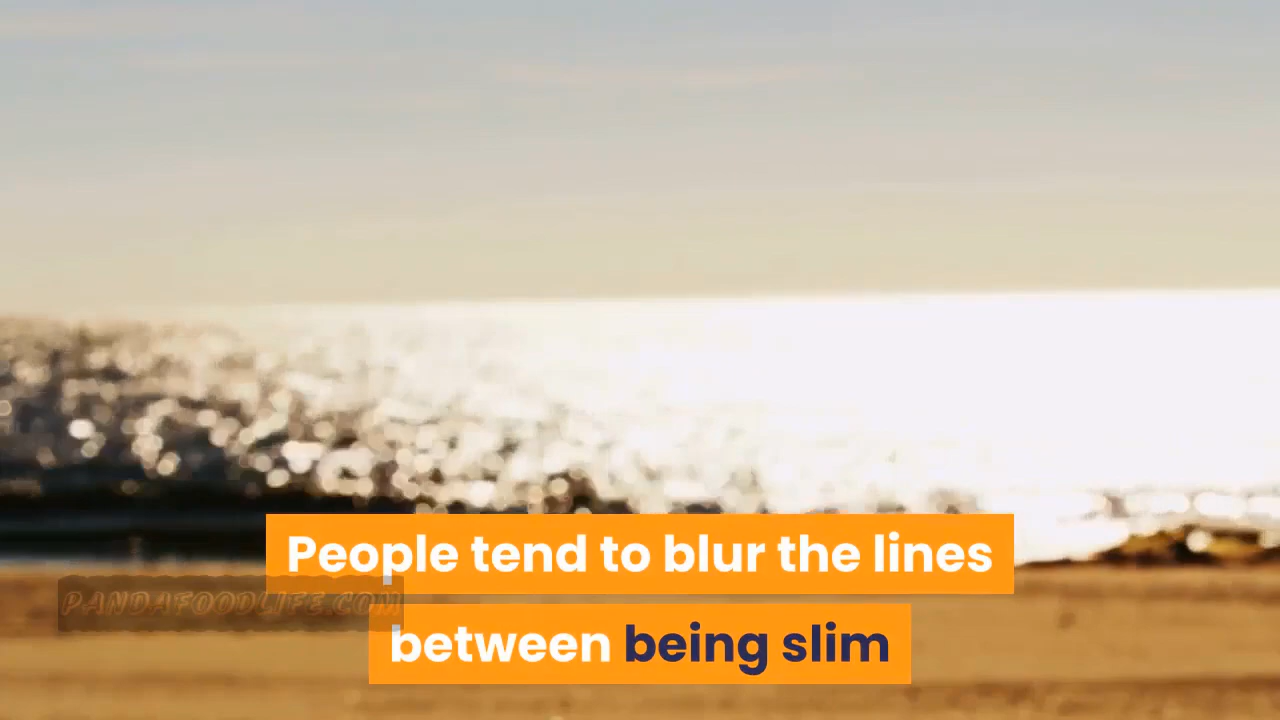 People tend to blur the lines
PANDAFOODLIFE.COM
between being slim